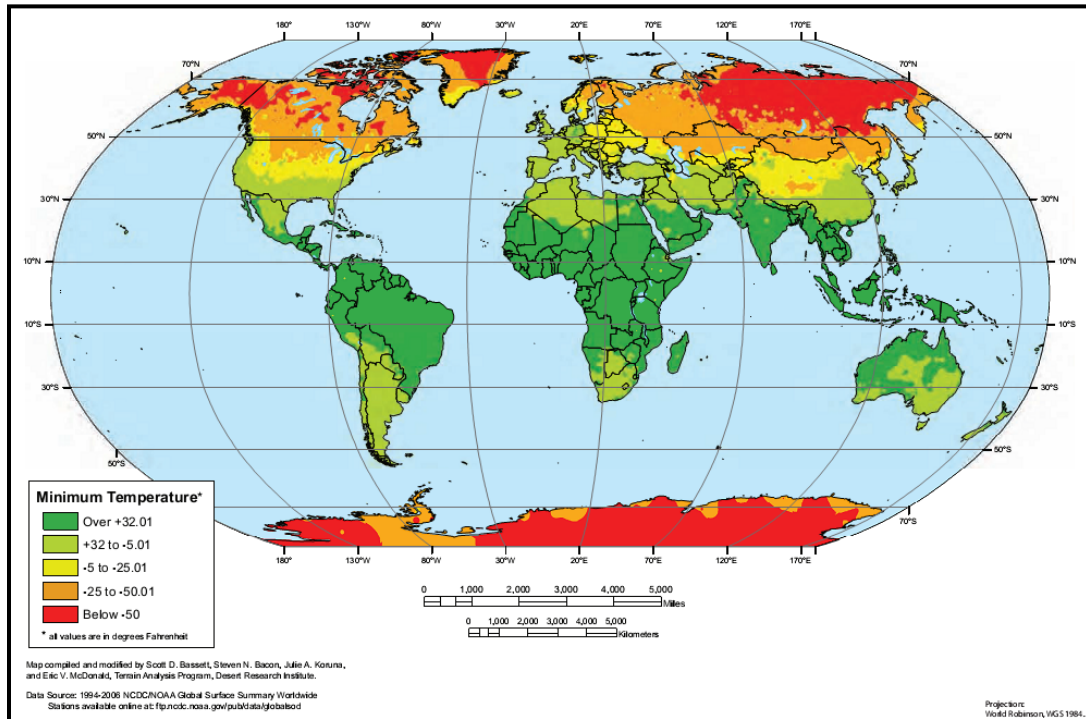 180° 130°W 80°W 20°E 70°E 120°E 170°E
70°N 70°N
50°N 50°N
30°N 30°N
10°N 10°N
10°S 10°S
30°S 30°S
50°S 50°S
70°S
180° 130°W 80°W 30°W 20°E 70°E 120°E 170°E
Minimum Temperature*
Over +32.01
+32 to -5.01
-5 to -25.01
-25 to -50.01
Below -50
* all values are in degrees Fahrenheit
0 1,000 2,000 3,000 4,000 5,000
Miles
0 1,000 2,000 3,000 4,000 5,000
Kilometers
Map compiled and modified by Scott D. Bassett, Steven N. Bacon, Julie A. Koruna,
and Eric V. McDonald, Terrain Analysis Program, Desert Research Institute.
Data Source: 1994-2006 NCDC/NOAA Global Surface Summary Worldwide
Stations available online at: ftp.ncdc.noaa.gov/pub/data/globalsod
Projection:
World Robinson, WGS 1984.